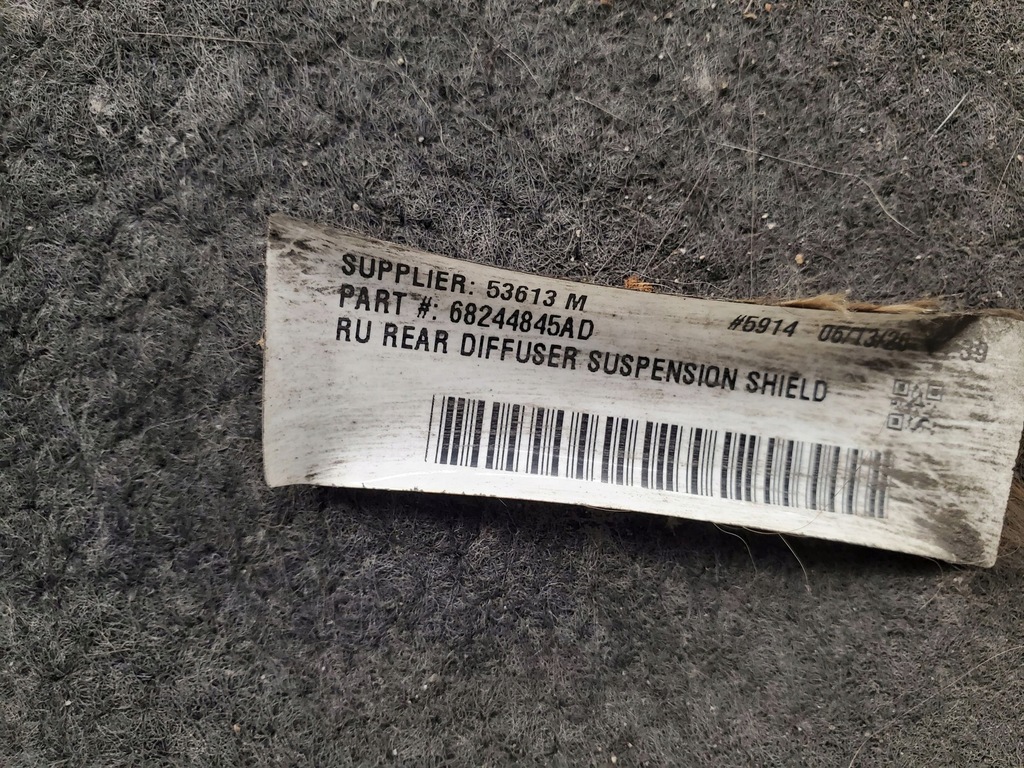 SUPPLIER: 53613 M
PART #: 68244845AD
RU REAR DIFFUSER SUSPENSION SHIELD
#5914